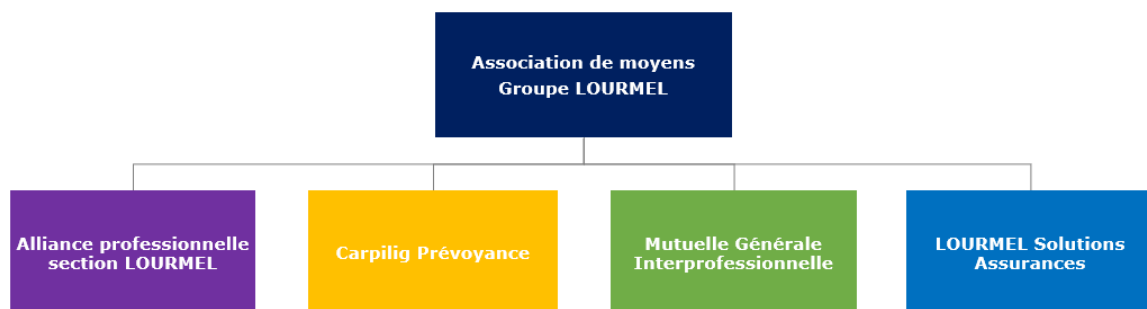 Association de moyens
Groupe LOURMEL
Alliance professionnelle
section LOURMEL
Carpilig Prévoyance
Mutuelle Générale
Interprofessionnelle
LOURMEL Solutions
Assurances